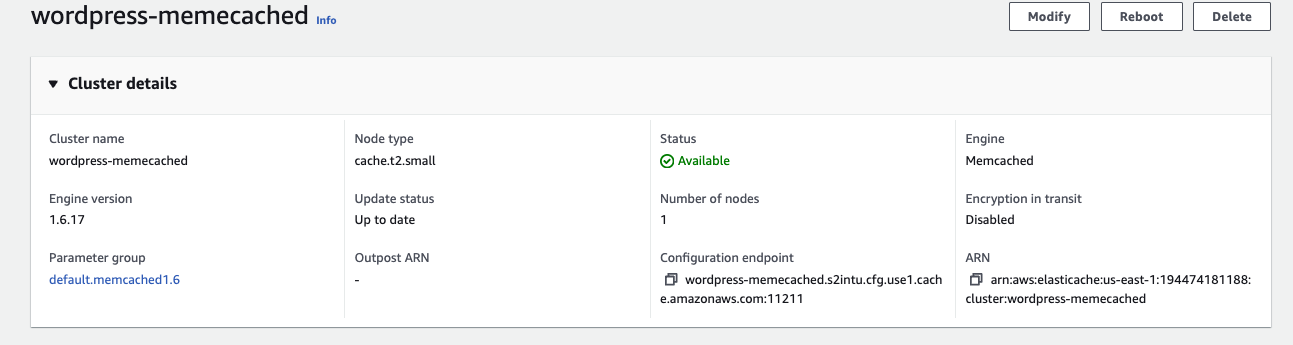 wordpress-memecached Info
Modify
Reboot
Delete
Cluster details
Cluster name
wordpress-memecached
Node type
cache.t2.small
Status
Available
Engine
Memcached
Engine version
1.6.17
Update status
Up to date
Number of nodes
1
Encryption in transit
Disabled
Parameter group
default.memcached1.6
Outpost ARN
-
Configuration endpoint
wordpress-memecached.s2intu.cfg.use1.cach
e.amazonaws.com:11211
ARN
arn:aws:elasticache:us-east-1:194474181188:
cluster:wordpress-memecached